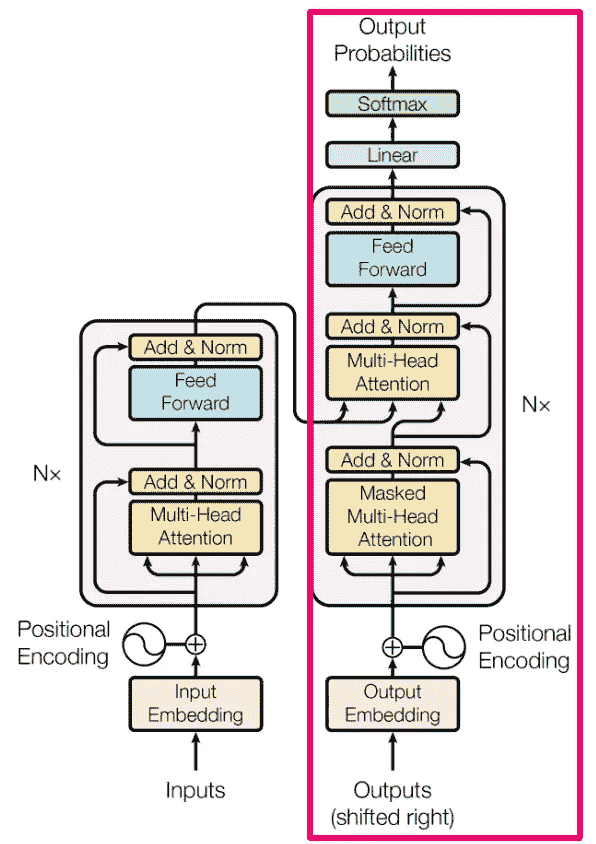 Output
Probabilities
Softmax
Linear
Add & Norm
Feed
Forward
Add & Norm
Multi-Head
Attention
Add & Norm
Masked
Multi-Head
Attention
N×
Positional
Encoding
Output
Embedding
Outputs
(shifted right)
Add & Norm
Feed
Forward
Add & Norm
Multi-Head
Attention
N×
Positional
Encoding
Input
Embedding
Inputs